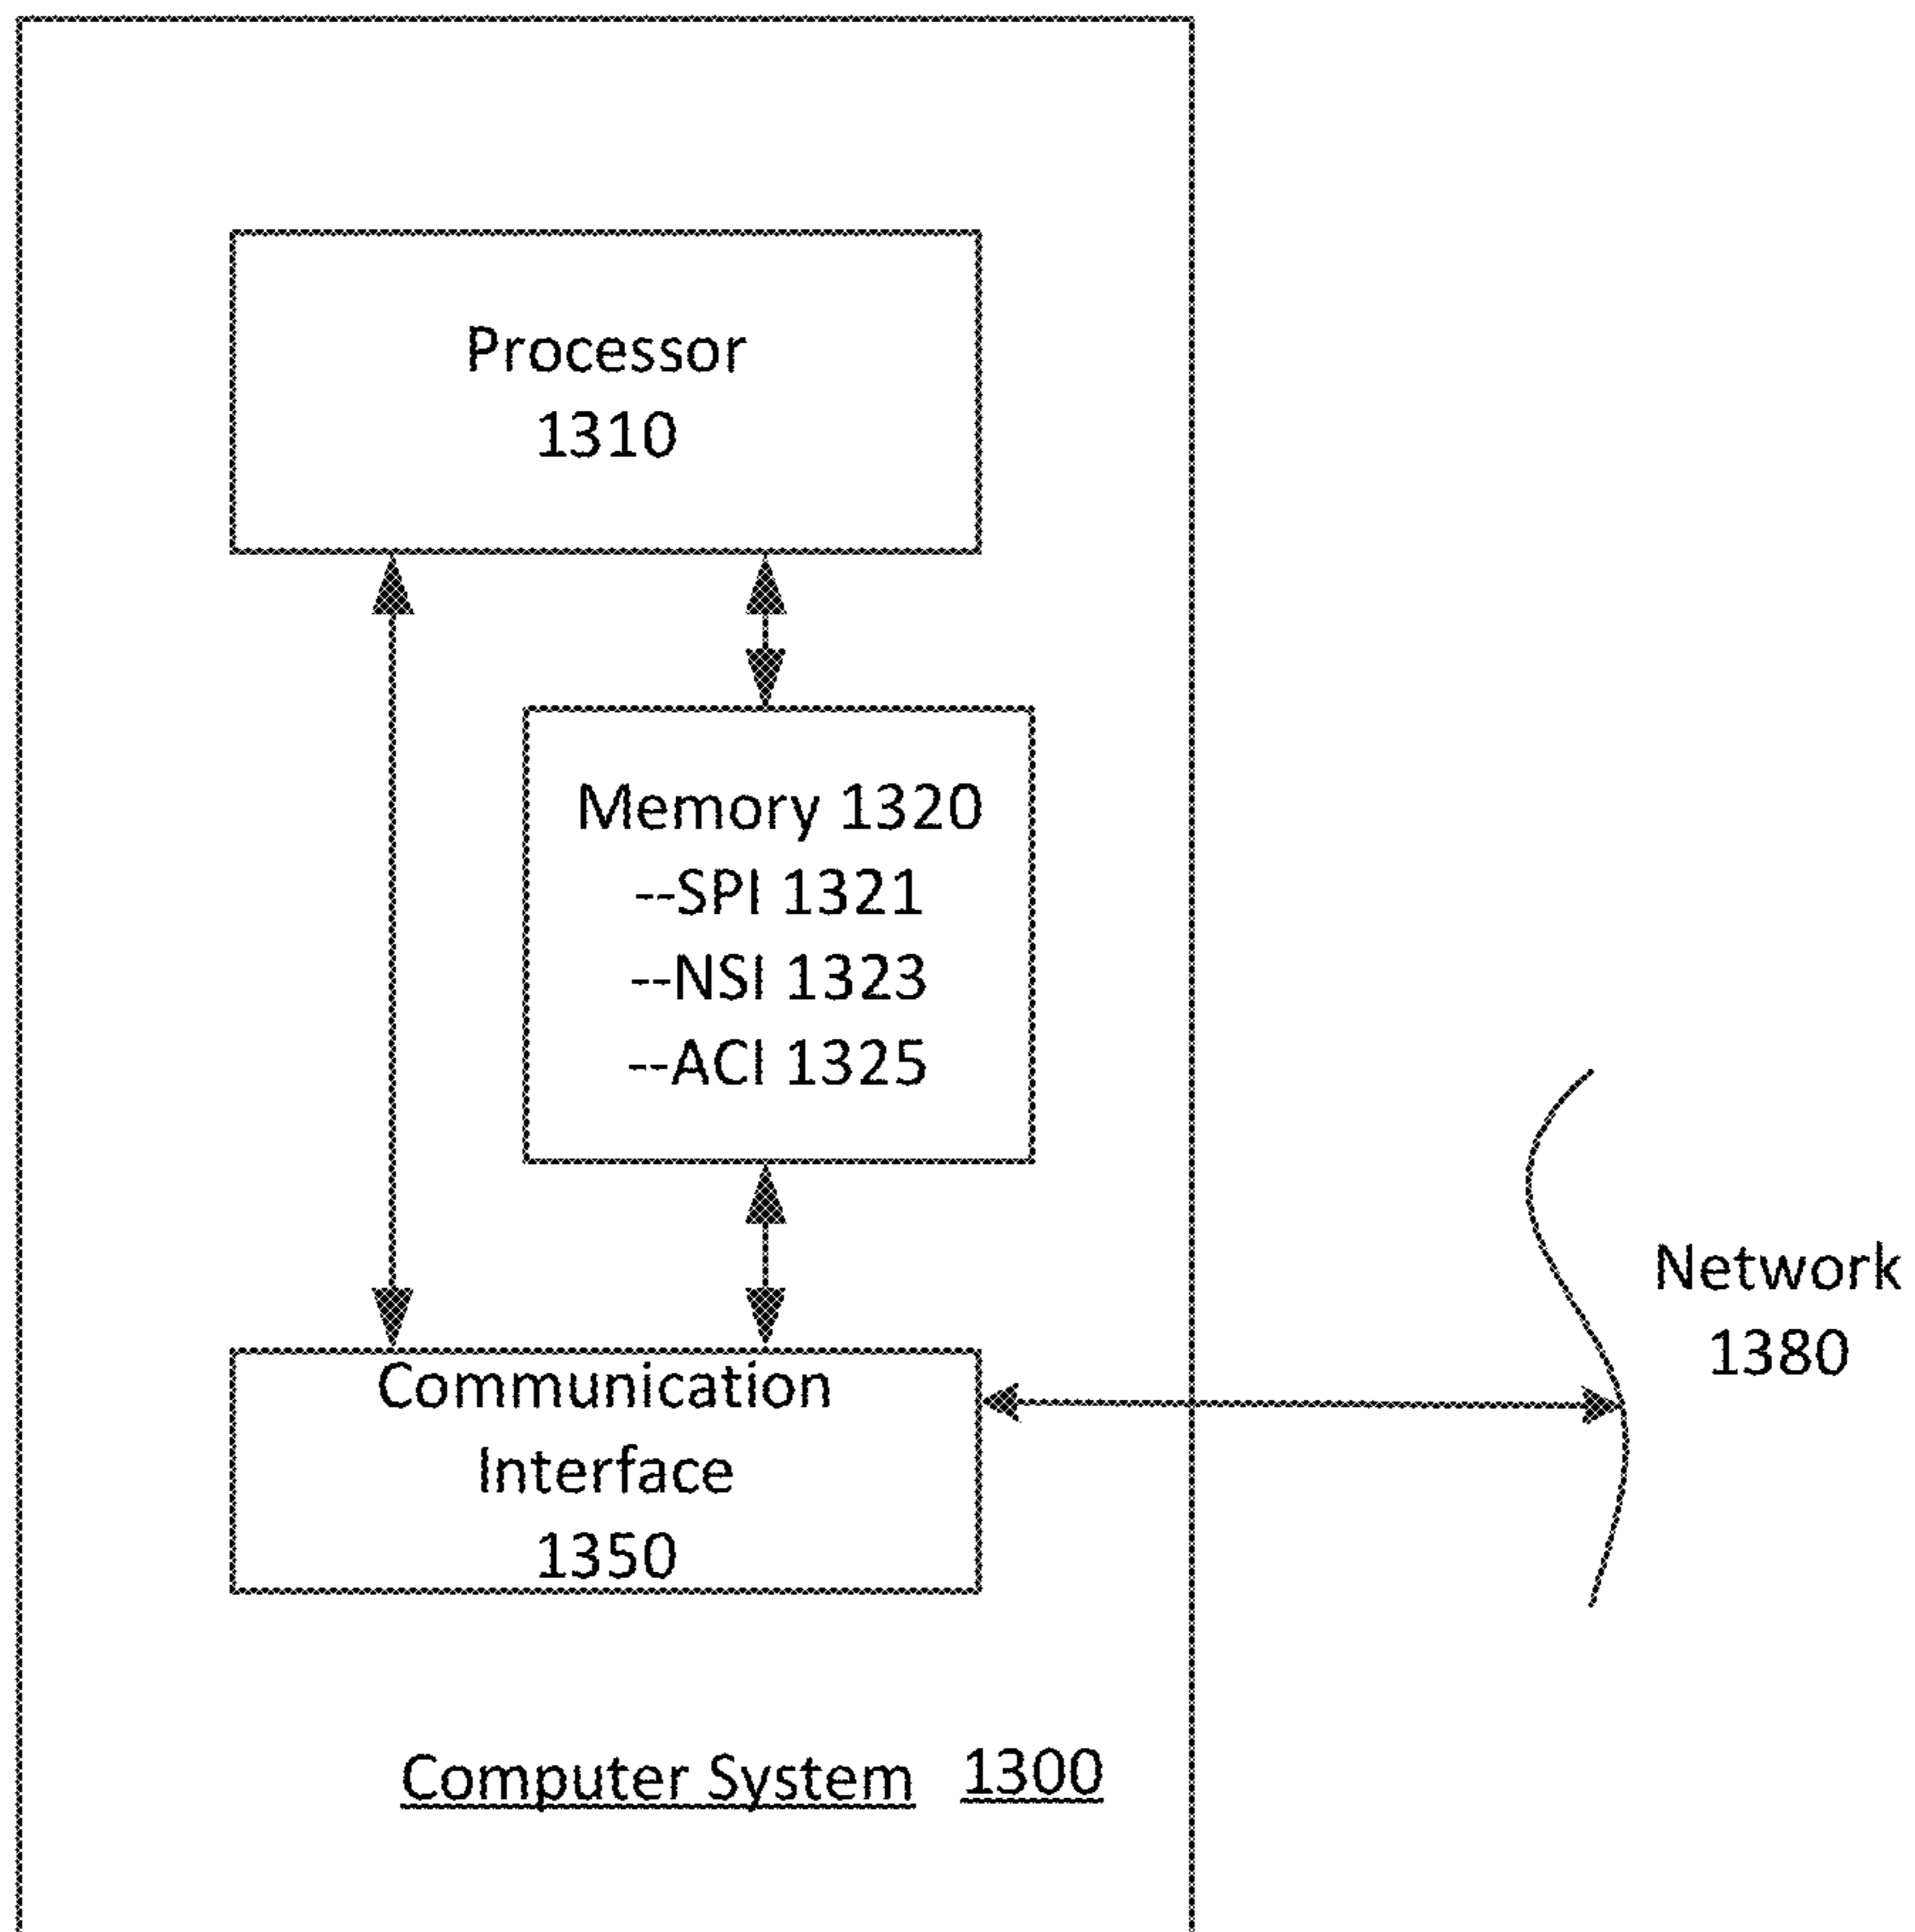 Processor
1310
Memory 1320
--SPI 1321
--NSI 1323
--ACI 1325
Communication
Interface
1350
Network
1380
Computer System 1300